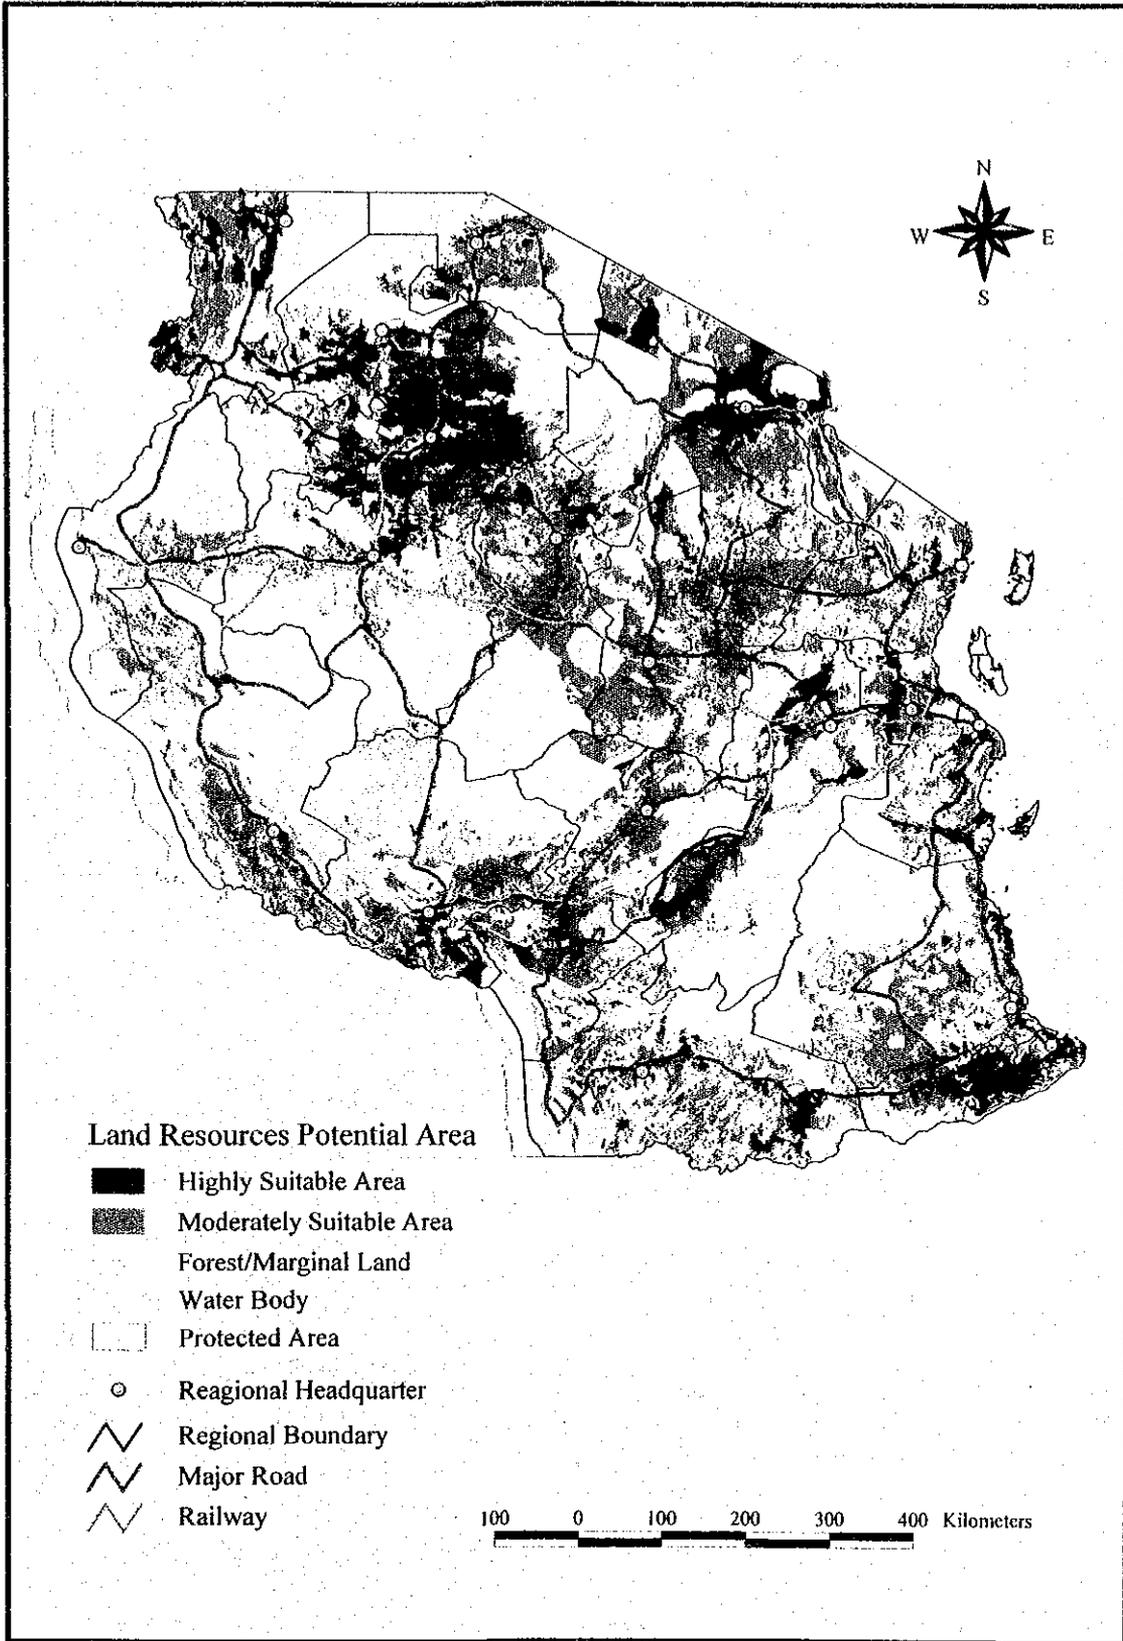 N
W E
S
Land Resources Potential Area
Highly Suitable Area
Moderately Suitable Area
Forest/Marginal Land
Water Body
Protected Area
Reagional Headquarter
Regional Boundary
Major Road
Railway
100 0 100 200 300 400 Kilometers